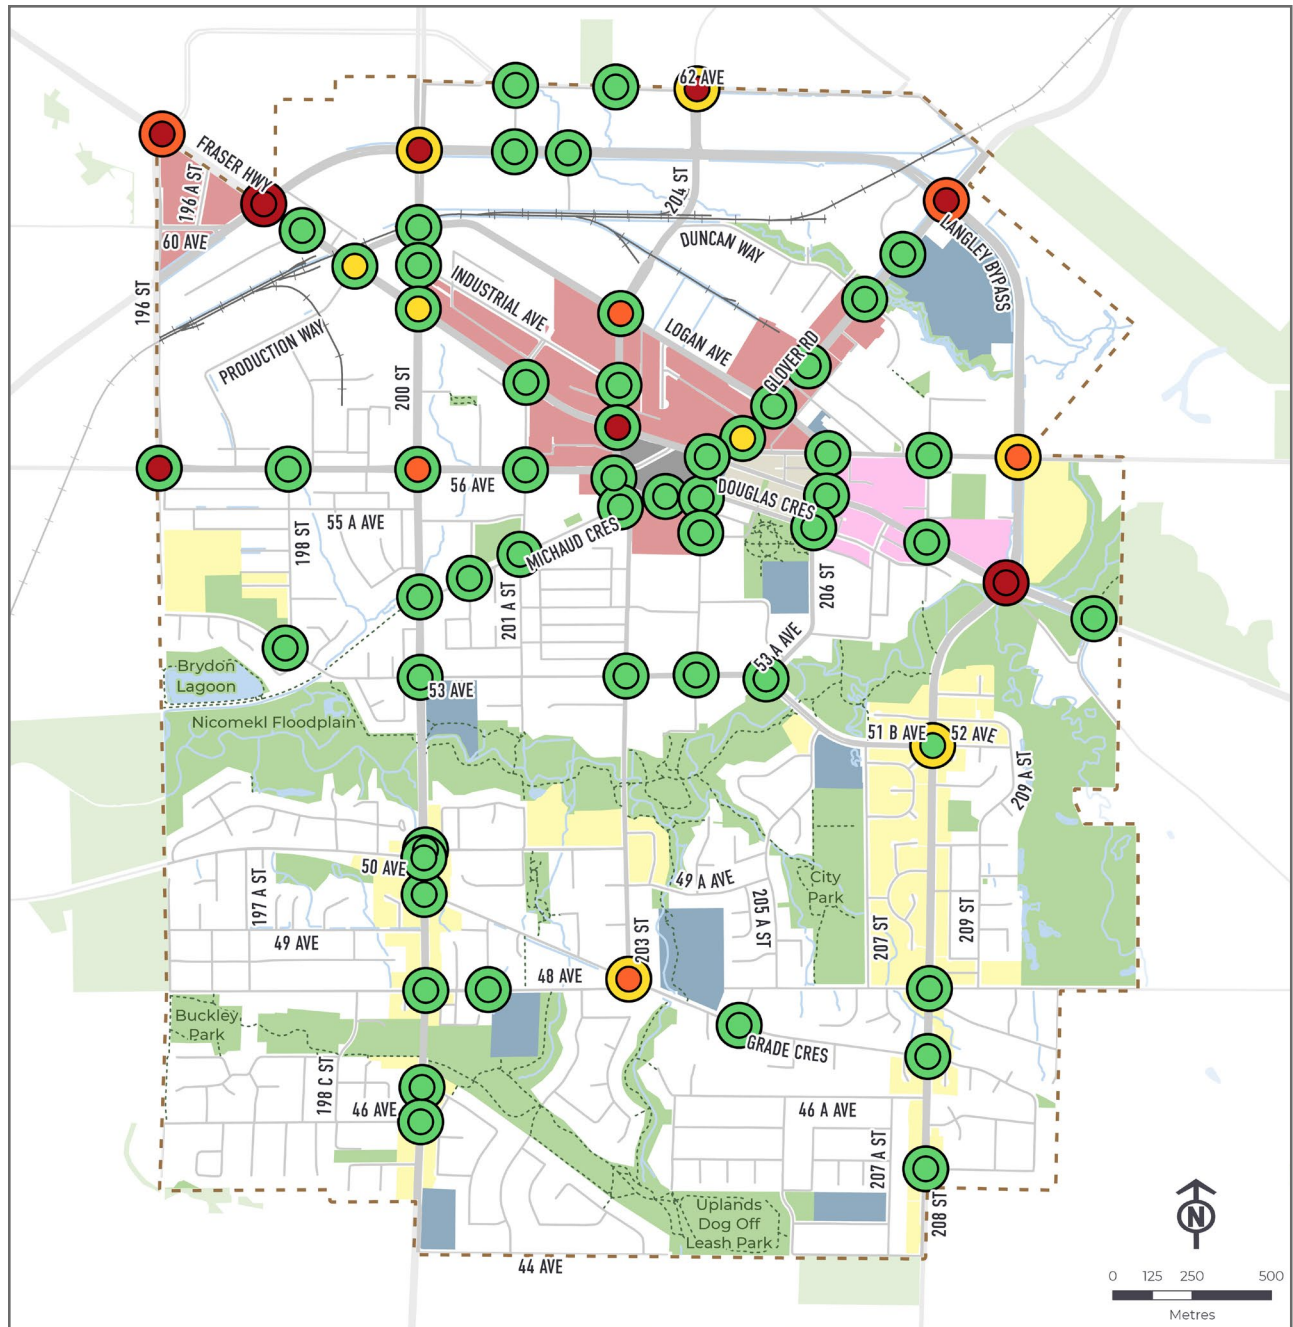 62 AVE
FRASER HWY
196 A ST
204 ST
60 AVE
DUNCAN WAY
LANGLEY BYPASS
196 ST
INDUSTRIAL AVE
PRODUCTION WAY
LOGAN AVE
GLOVER RD
200 ST
56 AVE
DOUGLAS CRES
55 A AVE
198 ST
MICHAUD CRES
201 A ST
206 ST
53 A AVE
Brydon
Lagoon
53 AVE
Nicomekl Floodplain
51 B AVE
52 AVE
209 A ST
50 AVE
197 A ST
49 A AVE
City
Park
205 A ST
207 ST
209 ST
49 AVE
203 ST
48 AVE
Buckley
Park
GRADE CRES
198 C ST
46 AVE
46 A AVE
207 A ST
208 ST
Uplands
Dog Off
Leash Park
44 AVE
N
0 125 250 500
Metres